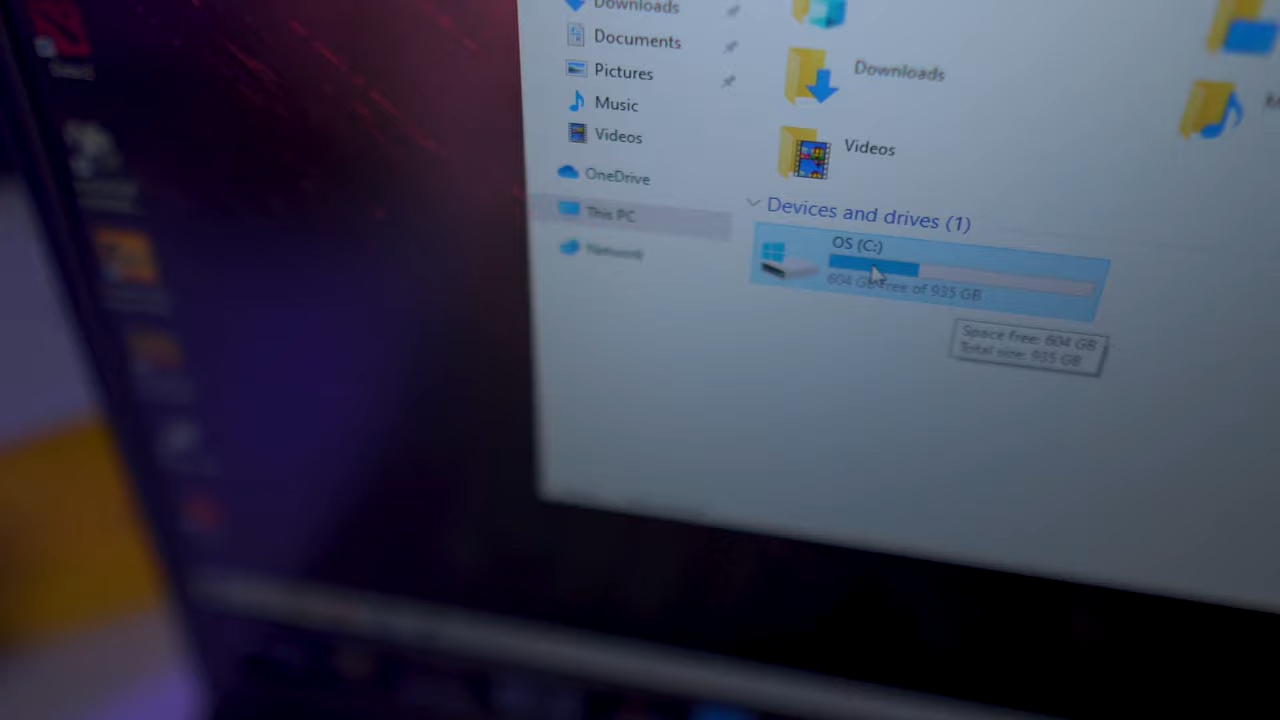 Downloads
Documents
Pictures
Music
Videos
OneDrive
This PC
Network
Downloads
Videos
Devices and drives (1)
OS (C:)
604 GB free of 935 GB
Space free: 604 GB
Total size: 935 GB